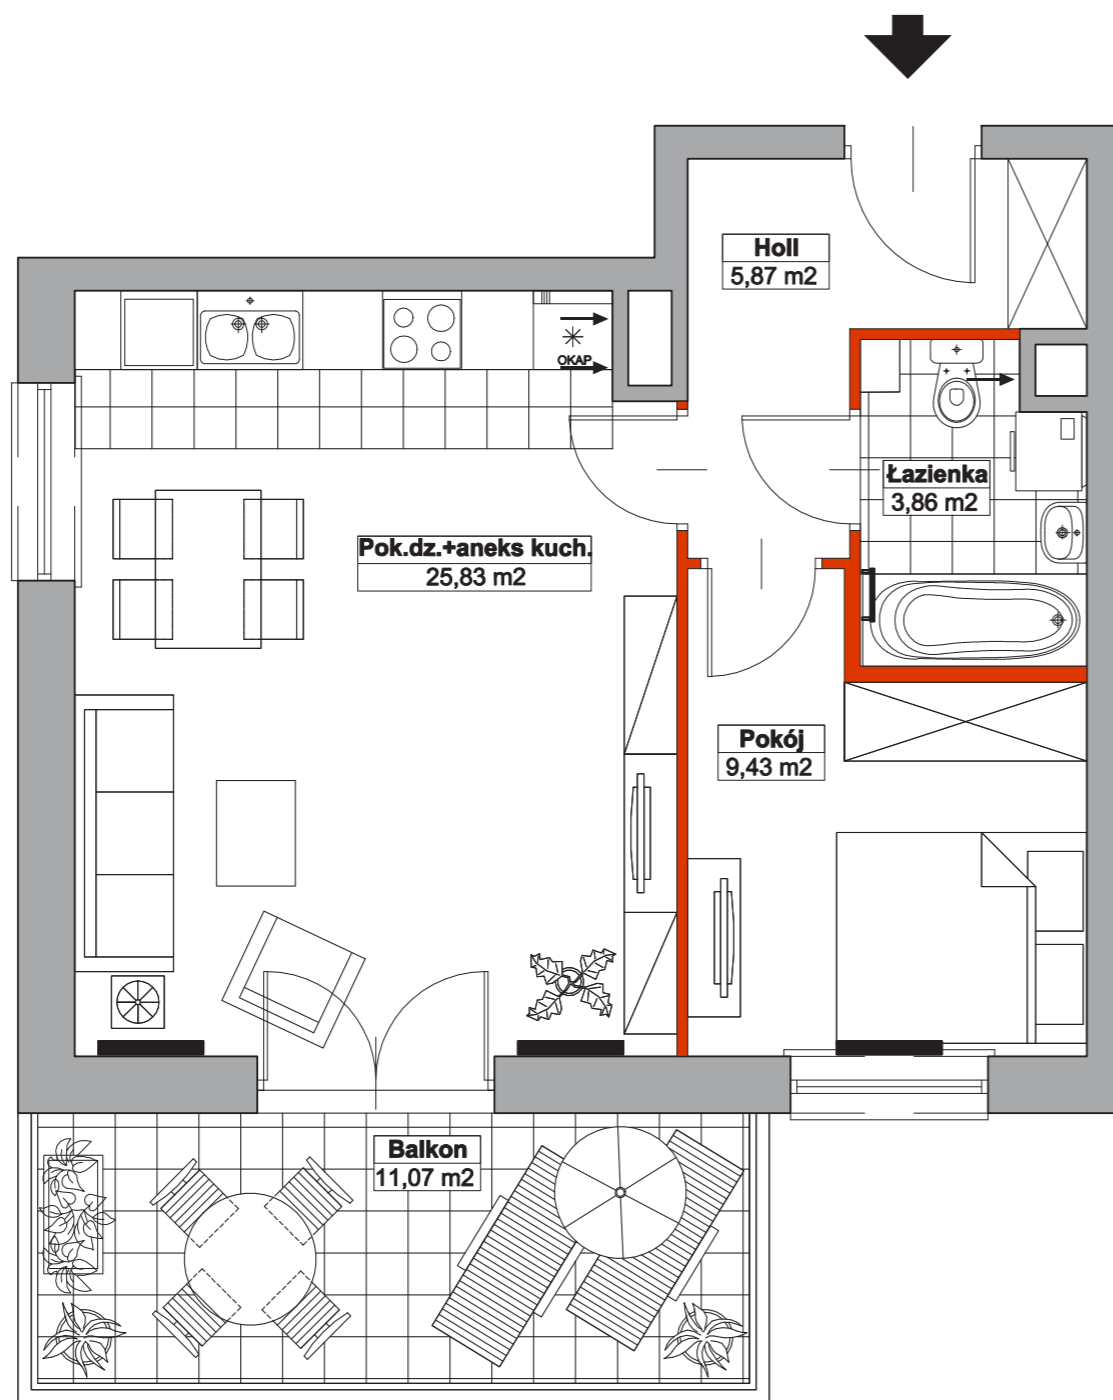 Holl
5,87 m2
OKAP
Łazienka
3,86 m2
Pok.dz.+aneks kuch.
25,83 m2
Pokój
9,43 m2
Balkon
11,07 m2